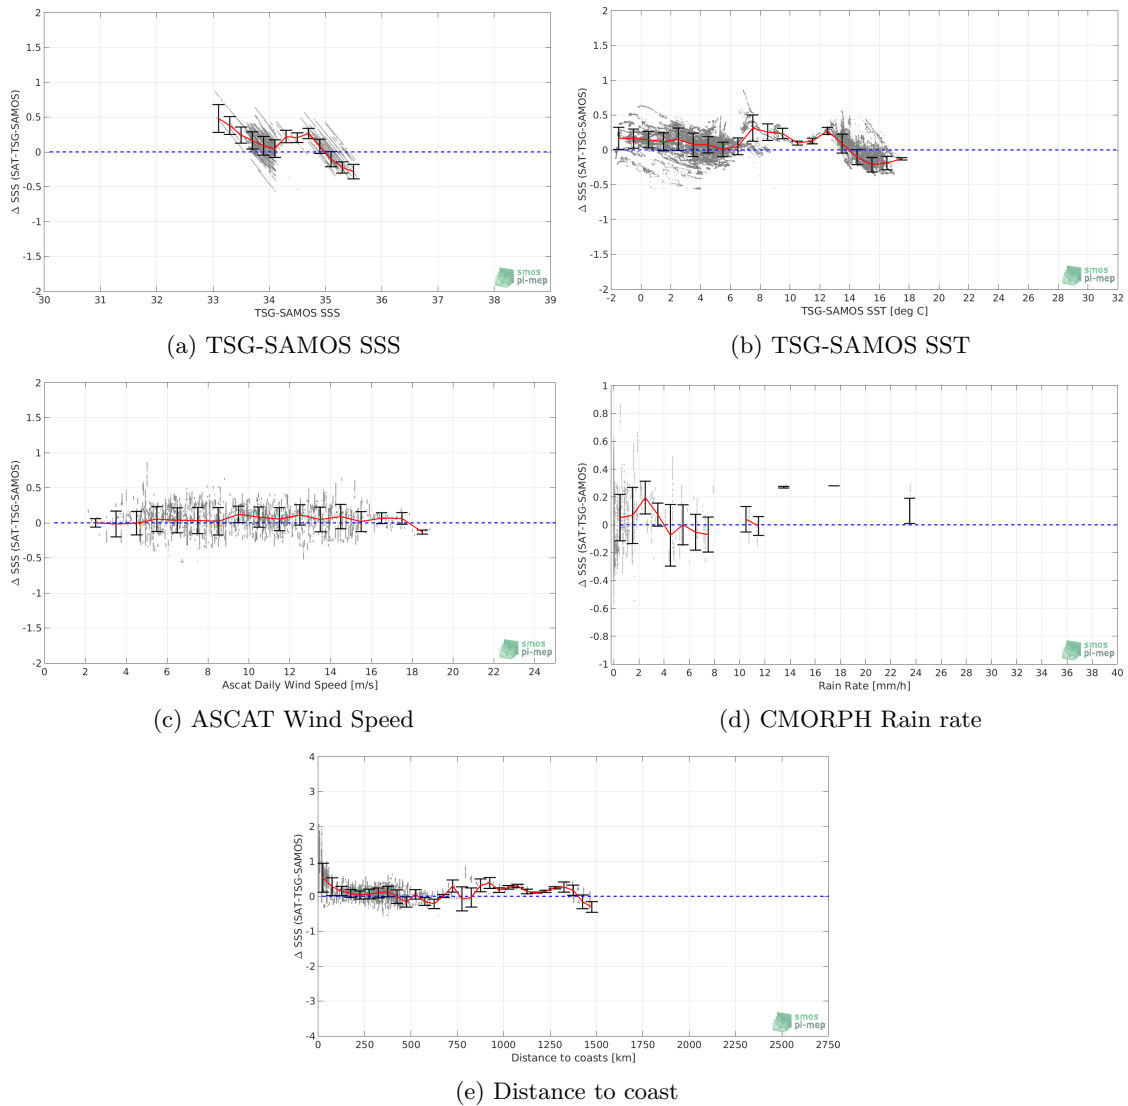 2
1.5
1
0.5
0
-0.5
-1
-1.5
-2
Δ SSS (SAT-TSG-SAMOS)
30 31 32 33 34 35 36 37 38 39
TSG-SAMOS SSS
smos
pi-mep
(a) TSG-SAMOS SSS
2
1.5
1
0.5
0
-0.5
-1
-1.5
-2
Δ SSS (SAT-TSG-SAMOS)
-2 0 2 4 6 8 10 12 14 16 18 20 22 24 26 28 30 32
TSG-SAMOS SST [deg C]
smos
pi-mep
(b) TSG-SAMOS SST
2
1.5
1
0.5
0
-0.5
-1
-1.5
-2
Δ SSS (SAT-TSG-SAMOS)
0 2 4 6 8 10 12 14 16 18 20 22 24
Ascat Daily Wind Speed [m/s]
smos
pi-mep
(c) ASCAT Wind Speed
1
0.8
0.6
0.4
0.2
0
-0.2
-0.4
-0.6
-0.8
-1
Δ SSS (SAT-TSG-SAMOS)
0 2 4 6 8 10 12 14 16 18 20 22 24 26 28 30 32 34 36 38 40
Rain Rate [mm/h]
smos
pi-mep
(d) CMORPH Rain rate
4
3
2
1
0
-1
-2
-3
-4
Δ SSS (SAT-TSG-SAMOS)
0 250 500 750 1000 1250 1500 1750 2000 2250 2500 2750
Distance to coasts [km]
smos
pi-mep
(e) Distance to coast